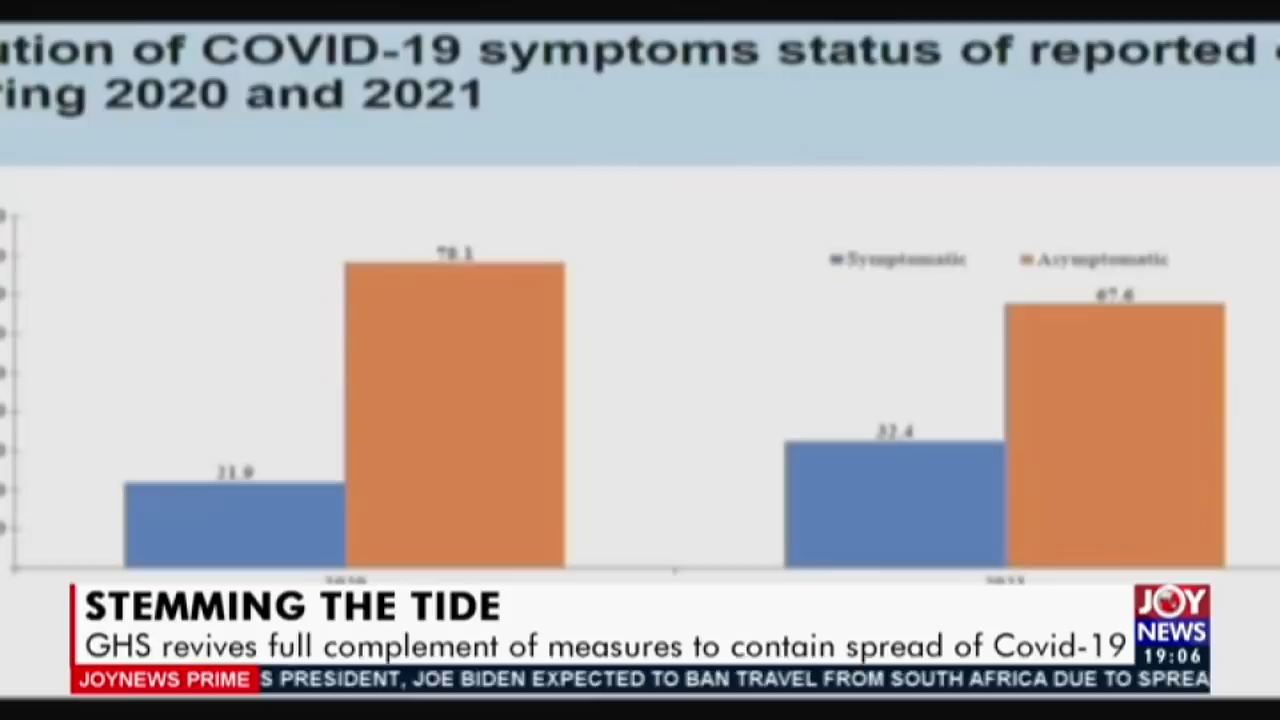 ution of COVID-19 symptoms status of reported
ring 2020 and 2021
78.1
Symptomatic Asymptomatic
67.6
32.4
21.9
2020 2021
STEMMING THE TIDE
GHS revives full complement of measures to contain spread of Covid-19
JOY
NEWS
19:06
JOYNEWS PRIME S PRESIDENT, JOE BIDEN EXPECTED TO BAN TRAVEL FROM SOUTH AFRICA DUE TO SPREA